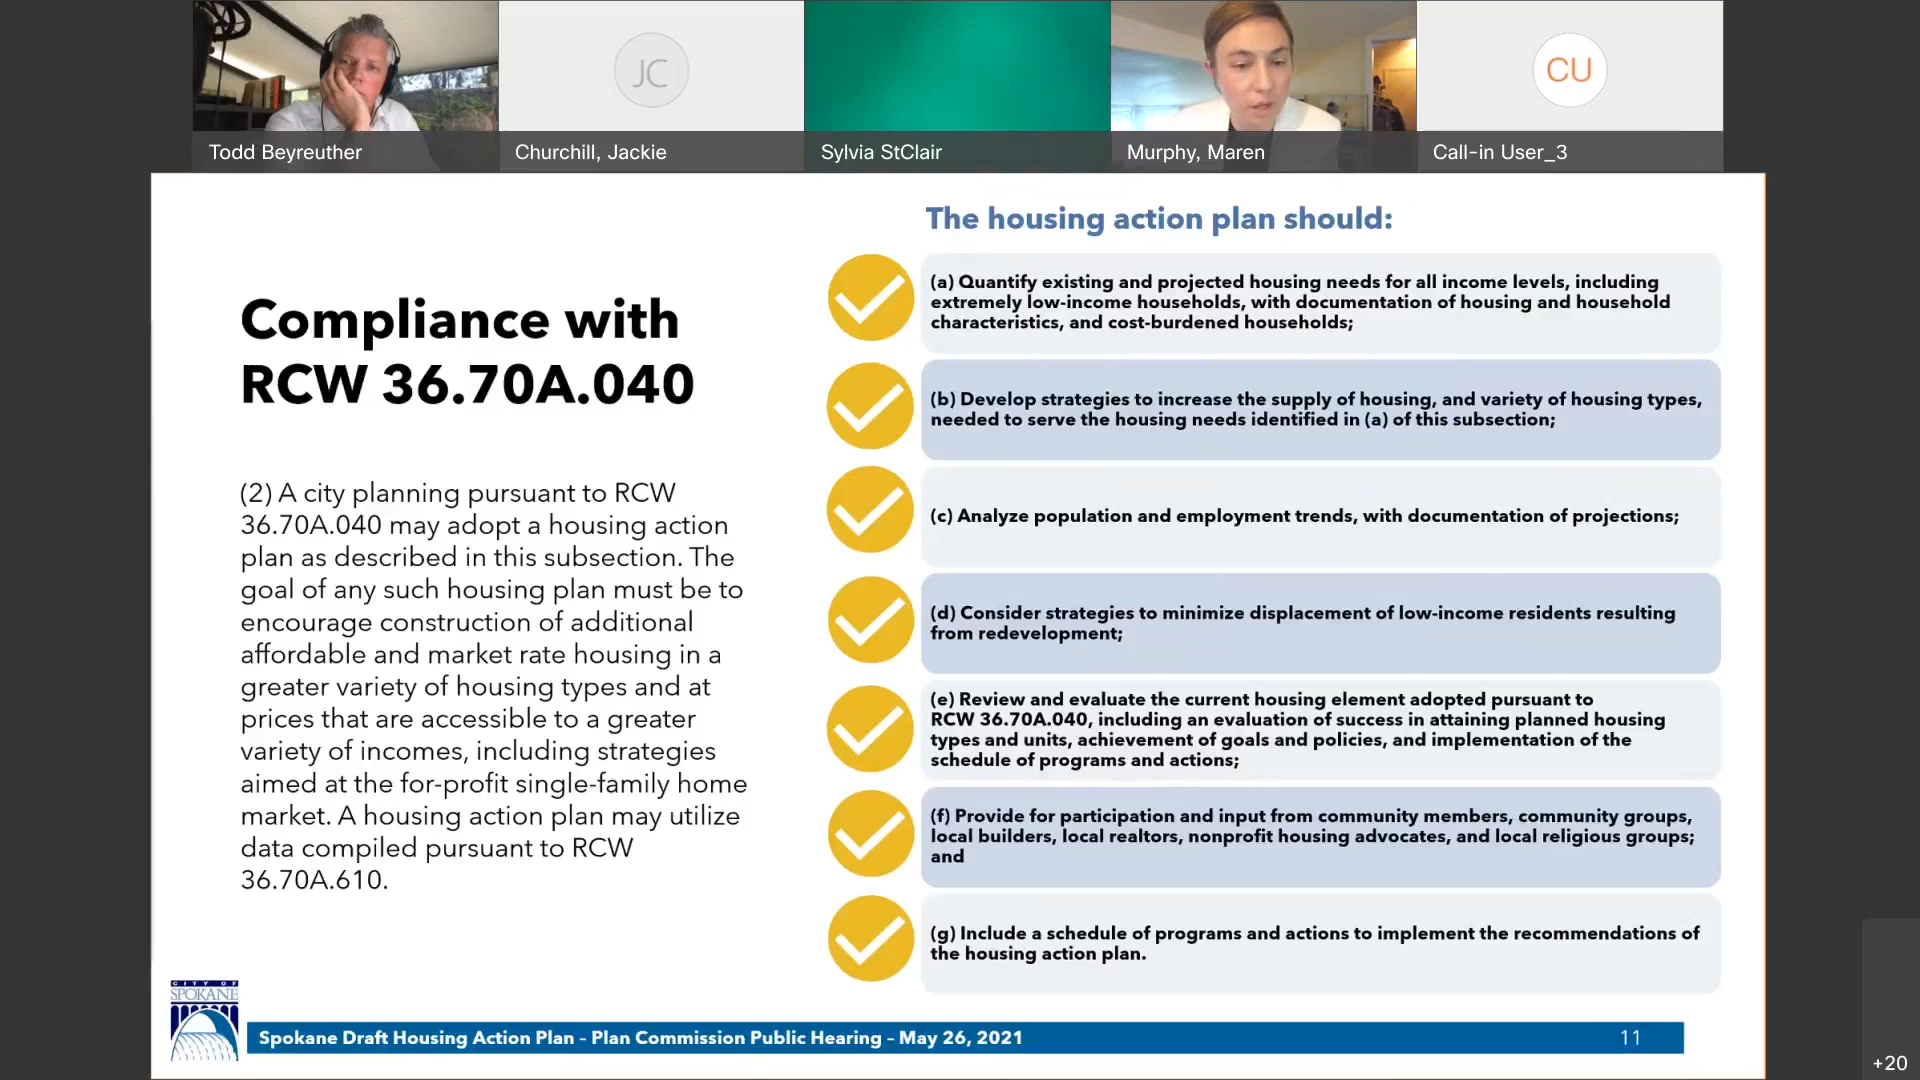 JC
CU
Todd Beyreuther
Churchill, Jackie
Sylvia StClair
Murphy, Maren
Call-in User_3
Compliance with
RCW 36.70A.040
(2) A city planning pursuant to RCW
36.70A.040 may adopt a housing action
plan as described in this subsection. The
goal of any such housing plan must be to
encourage construction of additional
affordable and market rate housing in a
greater variety of housing types and at
prices that are accessible to a greater
variety of incomes, including strategies
aimed at the for-profit single-family home
market. A housing action plan may utilize
data compiled pursuant to RCW
36.70A.610.
The housing action plan should:
(a) Quantify existing and projected housing needs for all income levels, including
extremely low-income households, with documentation of housing and household
characteristics, and cost-burdened households;
(b) Develop strategies to increase the supply of housing, and variety of housing types,
needed to serve the housing needs identified in (a) of this subsection;
(c) Analyze population and employment trends, with documentation of projections;
(d) Consider strategies to minimize displacement of low-income residents resulting
from redevelopment;
(e) Review and evaluate the current housing element adopted pursuant to
RCW 36.70A.040, including an evaluation of success in attaining planned housing
types and units, achievement of goals and policies, and implementation of the
schedule of programs and actions;
(f) Provide for participation and input from community members, community groups,
local builders, local realtors, nonprofit housing advocates, and local religious groups;
and
(g) Include a schedule of programs and actions to implement the recommendations of
the housing action plan.
CITY OF
SPOKANE
Spokane Draft Housing Action Plan – Plan Commission Public Hearing – May 26, 2021
11
+20